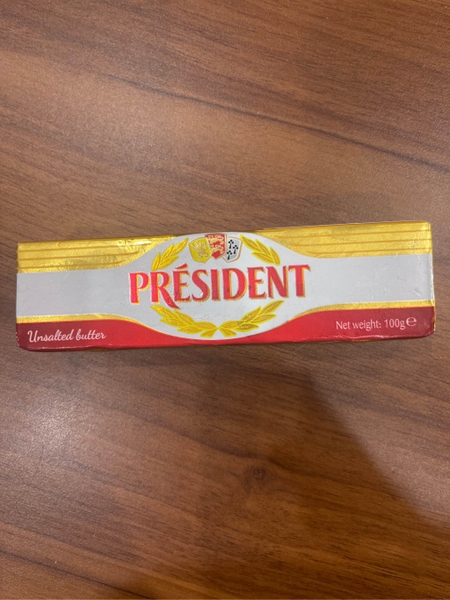 PRÉSIDENT
Unsalted butter
Net weight: 100g ℮